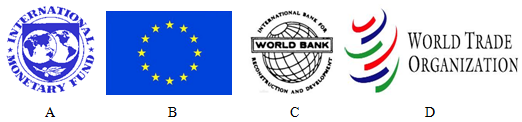 INTERNATIONAL
MONETARY FUND
INTERNATIONAL BANK FOR
WORLD BANK
RECONSTRUCTION AND DEVELOPMENT
WORLD TRADE
ORGANIZATION
A
B
C
D